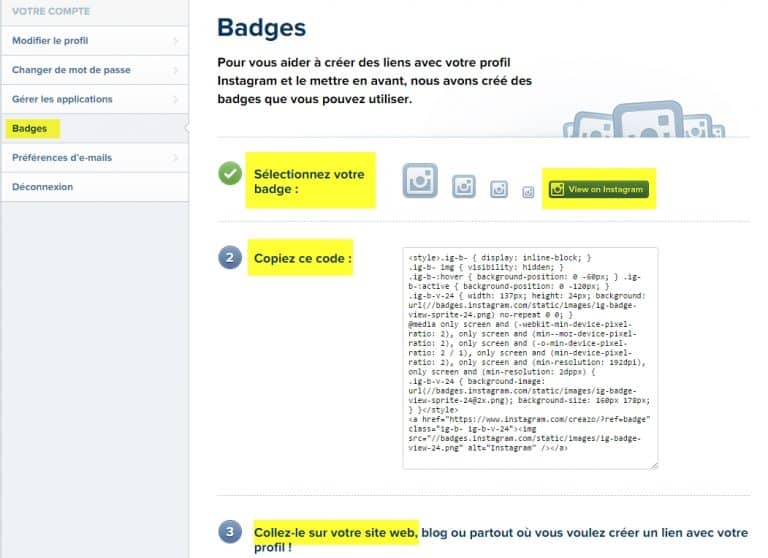 VOTRE COMPTE
Modifier le profil
Changer de mot de passe
Gérer les applications
Badges
Préférences d'e-mails
Déconnexion
Badges
Pour vous aider à créer des liens avec votre profil
Instagram et le mettre en avant, nous avons créé des
badges que vous pouvez utiliser.
Sélectionnez votre
badge :
View on Instagram
2
Copiez ce code :
<style>.ig-b- { display: inline-block; }
.ig-b- img { visibility: hidden; }
.ig-b-:hover { background-position: 0 -60px; } .ig-
b-:active { background-position: 0 -120px; }
.ig-b-v-24 { width: 137px; height: 24px; background:
url(//badges.instagram.com/static/images/ig-badge-
view-sprite-24.png) no-repeat 0 0; }
@media only screen and (-webkit-min-device-pixel-
ratio: 2), only screen and (min--moz-device-pixel-
ratio: 2), only screen and (-o-min-device-pixel-
ratio: 2 / 1), only screen and (min-device-pixel-
ratio: 2), only screen and (min-resolution: 192dpi),
only screen and (min-resolution: 2dppx) {
.ig-b-v-24 { background-image:
url(//badges.instagram.com/static/images/ig-badge-
view-sprite-24@2x.png); background-size: 160px 178px;
} }</style>
<a href="https://www.instagram.com/creazo/?ref=badge"
class="ig-b- ig-b-v-24"><img
src="//badges.instagram.com/static/images/ig-badge-
view-24.png" alt="Instagram" /></a>
3
Collez-le sur votre site web, blog ou partout où vous voulez créer un lien avec votre
profil !